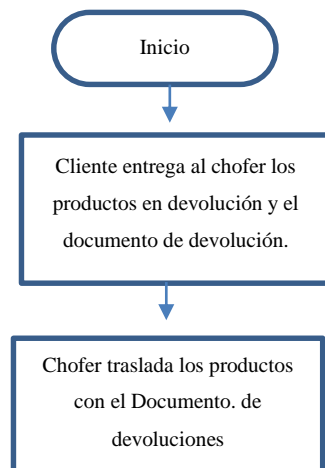 Inicio
Cliente entrega al chofer los
productos en devolución y el
documento de devolución.
Chofer traslada los productos
con el Documento. de
devoluciones